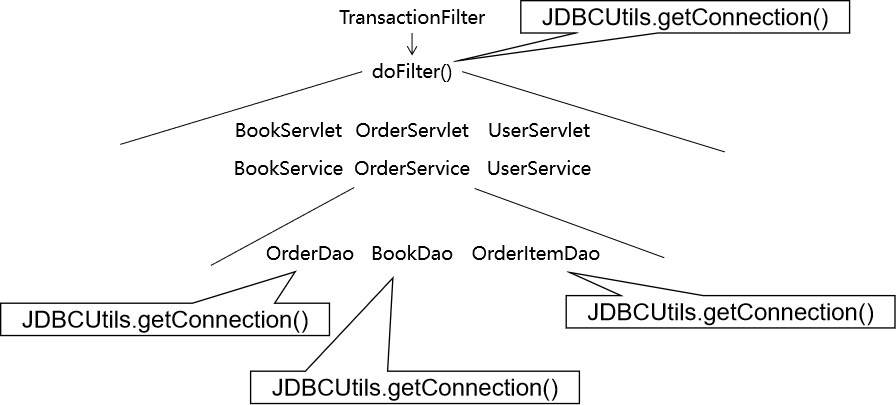 TransactionFilter
JDBCUtils.getConnection()
doFilter()
BookServlet OrderServlet UserServlet
BookService OrderService UserService
OrderDao BookDao OrderItemDao
JDBCUtils.getConnection()
JDBCUtils.getConnection()
JDBCUtils.getConnection()